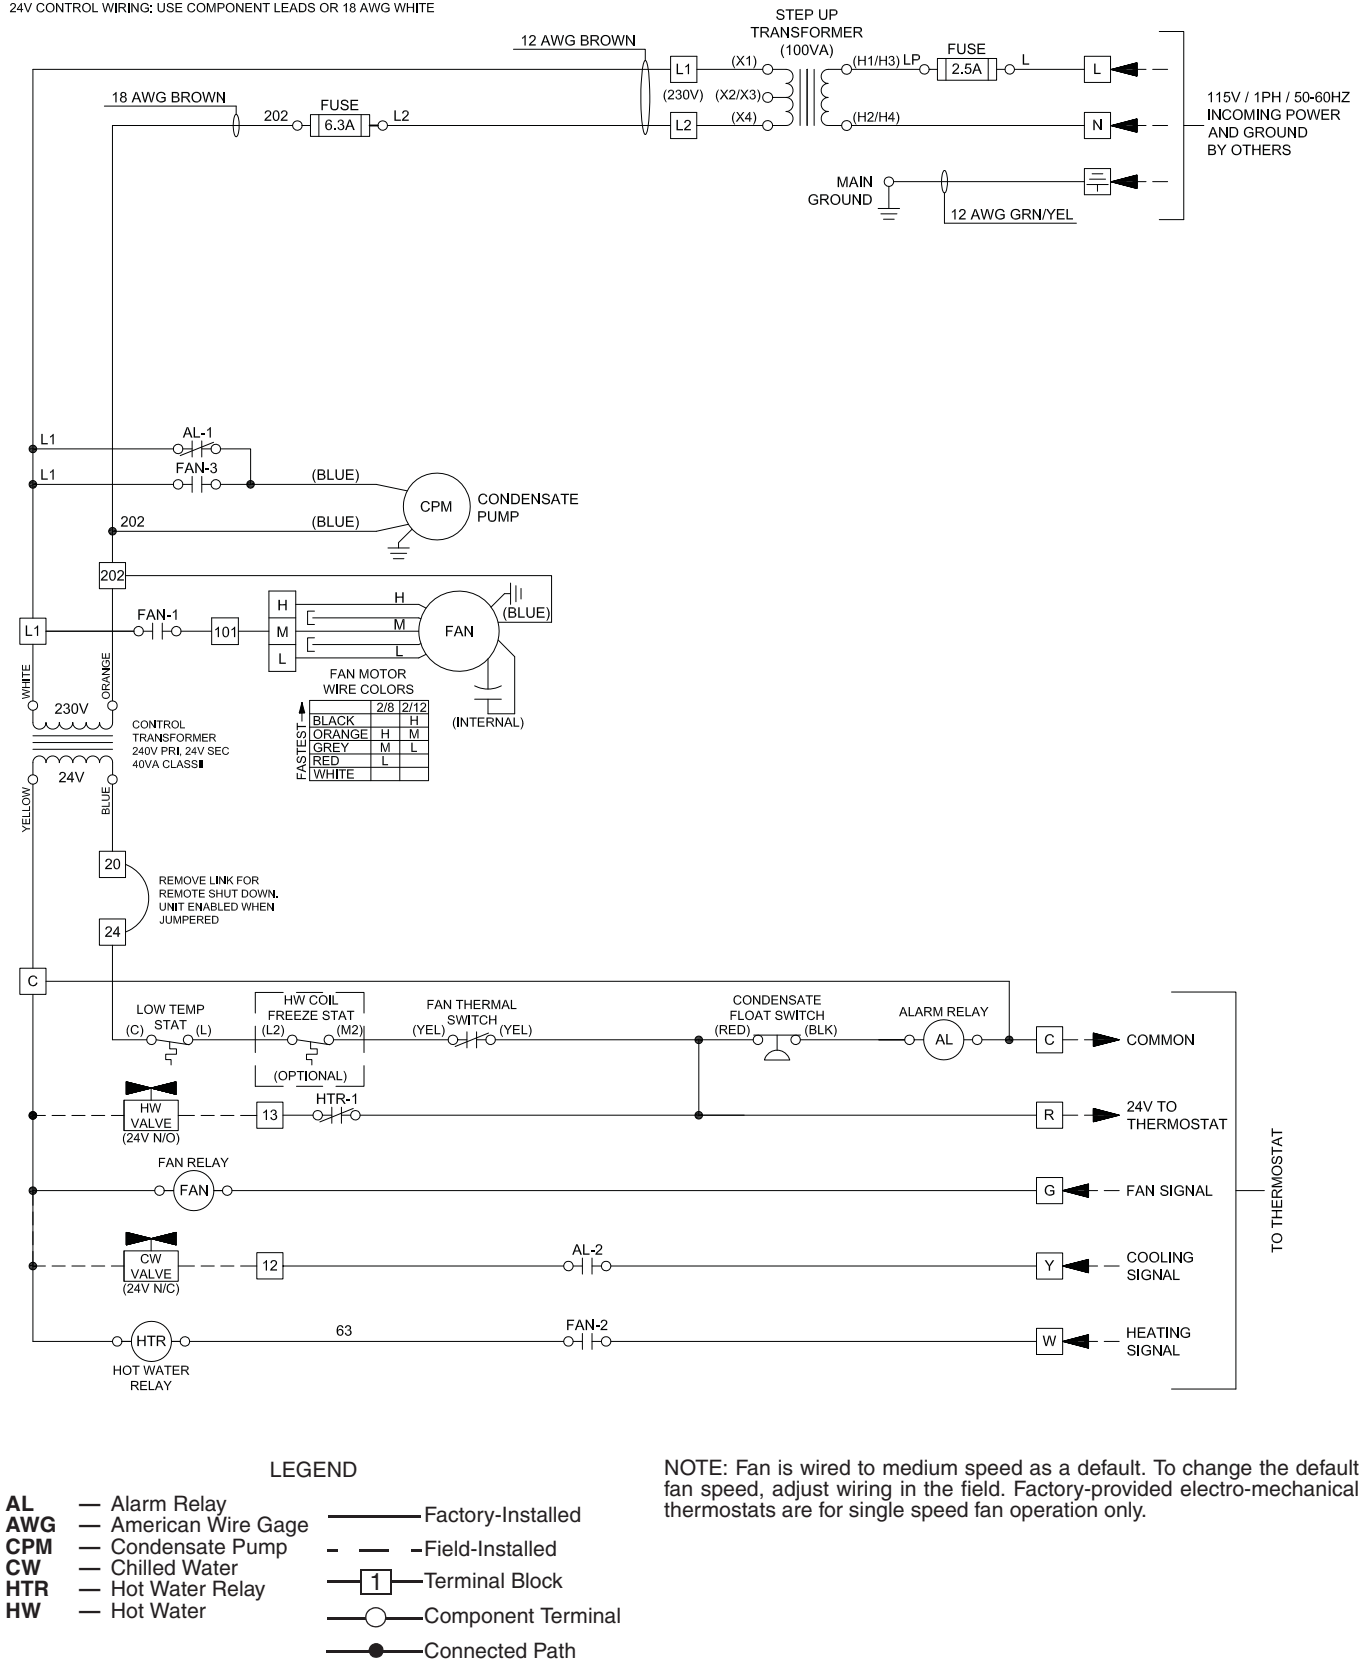 24V CONTROL WIRING: USE COMPONENT LEADS OR 18 AWG WHITE
STEP UP
TRANSFORMER
(100VA)
12 AWG BROWN
FUSE
L1
(X1)
(H1/H3)
LP
2.5A
L
L
18 AWG BROWN
(230V)
(X2/X3)
115V / 1PH / 50-60HZ
INCOMING POWER
AND GROUND
BY OTHERS
FUSE
202
6.3A
L2
L2
(X4)
(H2/H4)
N
MAIN
GROUND
12 AWG GRN/YEL
L1
AL-1
L1
FAN-3
(BLUE)
CPM
CONDENSATE
PUMP
202
(BLUE)
202
H
H
(BLUE)
L1
FAN-1
101
M
M
FAN
L
L
FAN MOTOR
WIRE COLORS
WHITE
ORANGE
2/8 2/12
BLACK H
ORANGE H M
GREY M L
RED L
WHITE
FASTEST
(INTERNAL)
230V
CONTROL
TRANSFORMER
240V PRI, 24V SEC
40VA CLASSII
24V
YELLOW
BLUE
20
REMOVE LINK FOR
REMOTE SHUT DOWN.
UNIT ENABLED WHEN
JUMPERED
24
C
LOW TEMP
STAT
(C)
(L)
HW COIL
FREEZE STAT
(L2)
(M2)
(OPTIONAL)
FAN THERMAL
SWITCH
(YEL)
(YEL)
CONDENSATE
FLOAT SWITCH
(RED)
(BLK)
ALARM RELAY
AL
C
COMMON
HW
VALVE
(24V N/O)
13
HTR-1
R
24V TO
THERMOSTAT
FAN RELAY
FAN
G
FAN SIGNAL
TO THERMOSTAT
CW
VALVE
(24V N/C)
12
AL-2
Y
COOLING
SIGNAL
HTR
63
FAN-2
W
HEATING
SIGNAL
HOT WATER
RELAY
LEGEND
AL — Alarm Relay
AWG — American Wire Gage
CPM — Condensate Pump
CW — Chilled Water
HTR — Hot Water Relay
HW — Hot Water
Factory-Installed
Field-Installed
1 Terminal Block
Component Terminal
Connected Path
NOTE: Fan is wired to medium speed as a default. To change the default
fan speed, adjust wiring in the field. Factory-provided electro-mechanical
thermostats are for single speed fan operation only.